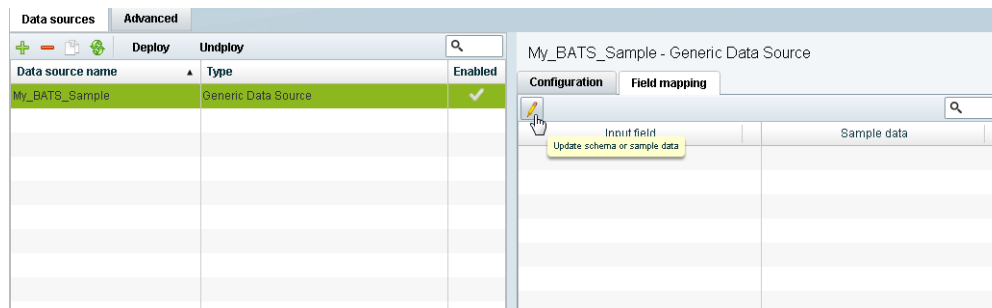 Data sources Advanced
Deploy Undploy
Data source name Type Enabled
My_BATS_Sample Generic Data Source
My_BATS_Sample - Generic Data Source
Configuration Field mapping
Input field Sample data
Update schema or sample data